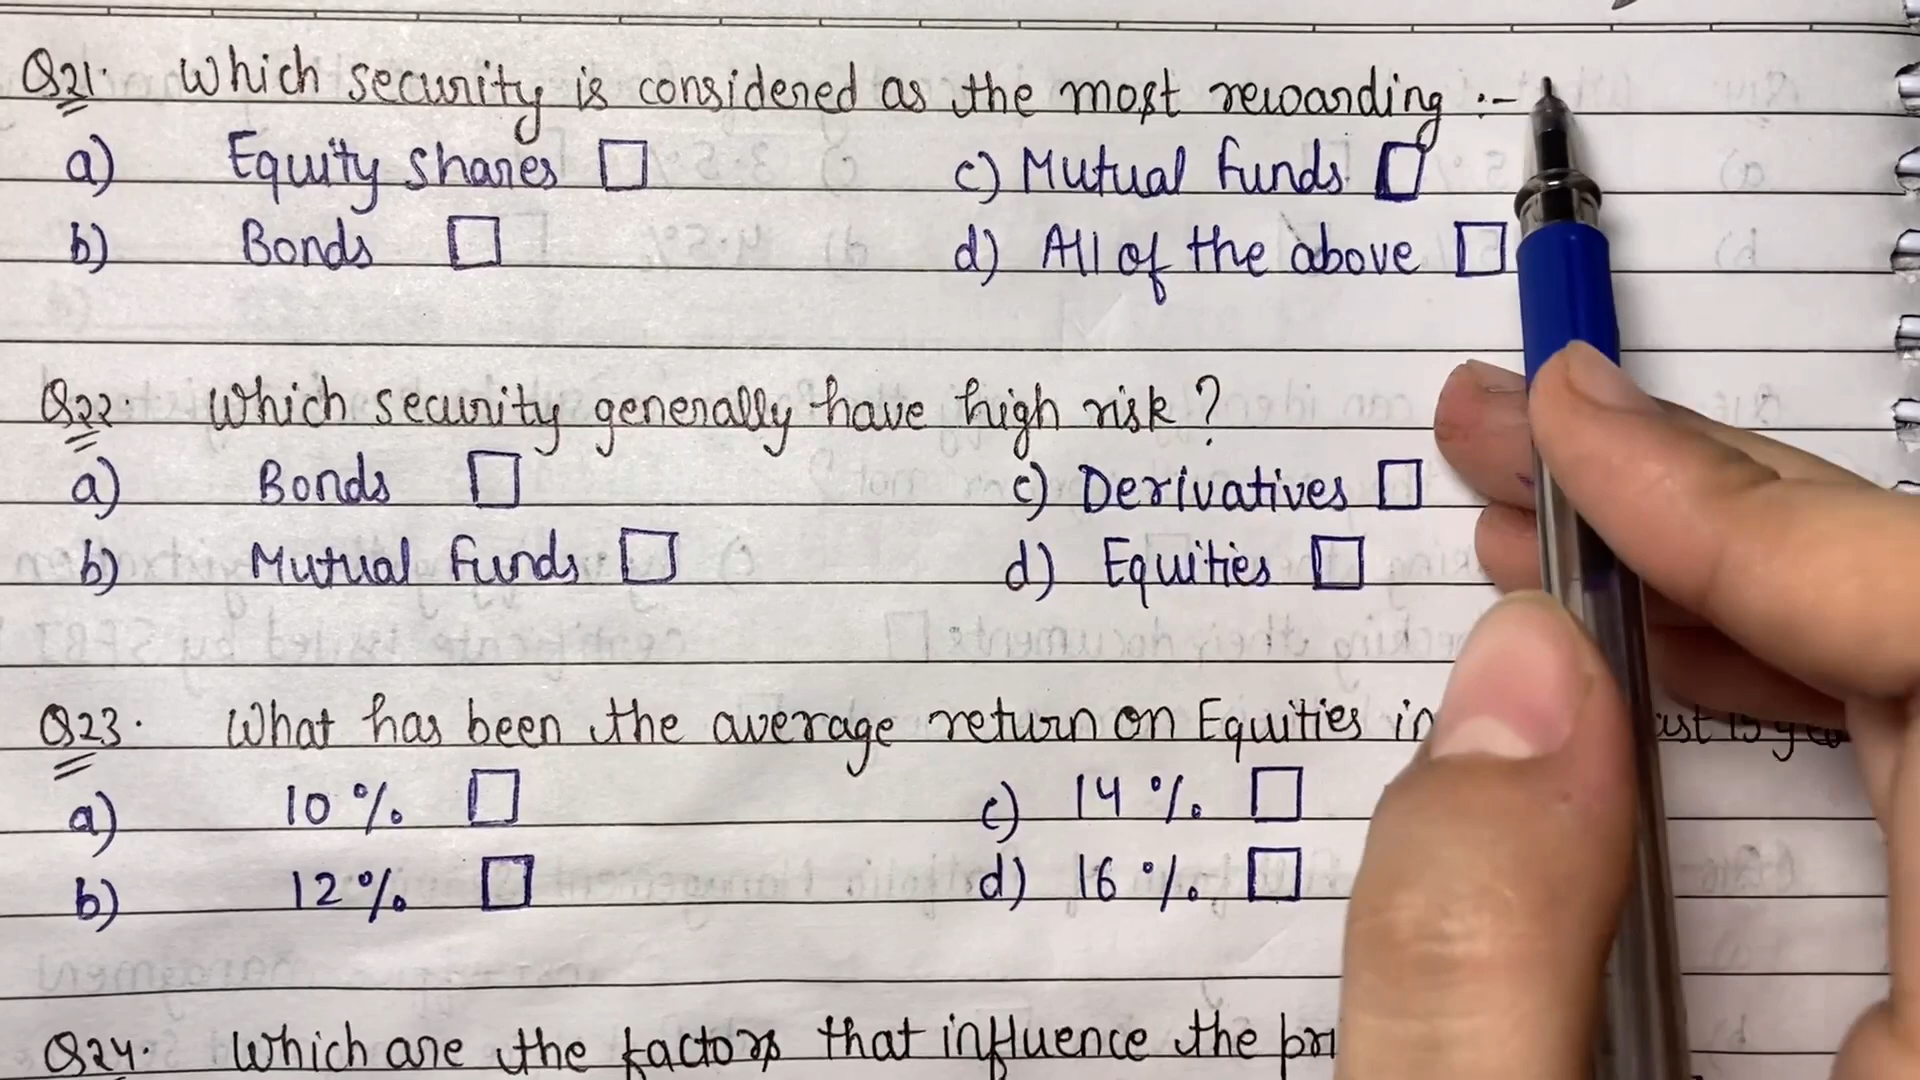 Q21. Which security is considered as the most rewarding :-
a) Equity shares c) Mutual funds
b) Bonds d) All of the above
Q22. Which security generally have high risk?
a) Bonds c) Derivatives
b) Mutual funds d) Equities
Q23. What has been the average return on Equities in 15
a) 10% c) 14%
b) 12% d) 16%
Q24. Which are the factors that influence the